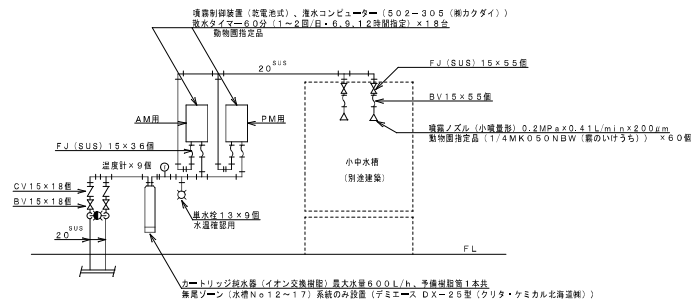 噴霧制御装置（乾電池式）、潅水コンピューター（502-305（㈱カクダイ））
散水タイマー60分（1～2回/日・6,9,12時間指定）×18台
動物園指定品
20SUS
FJ（SUS）15×55個
BV15×55個
AM用
PM用
噴霧ノズル（小噴量形）0.2MPa×0.41L/min×200μm
動物園指定品（1/4MK050NBW（霧のいけうち））　×60個
FJ（SUS）15×36個
温度計×9個
小中水槽
（別途建築）
CV15×18個
BV15×18個
単水栓13×9個
水温確認用
20SUS
FL
カートリッジ純水器（イオン交換樹脂）最大水量600L/h、予備樹脂筒1本共
無尾ゾーン（水槽No12～17）系統のみ設置（デミエース DX-25型（クリタ・ケミカル北海道㈱））